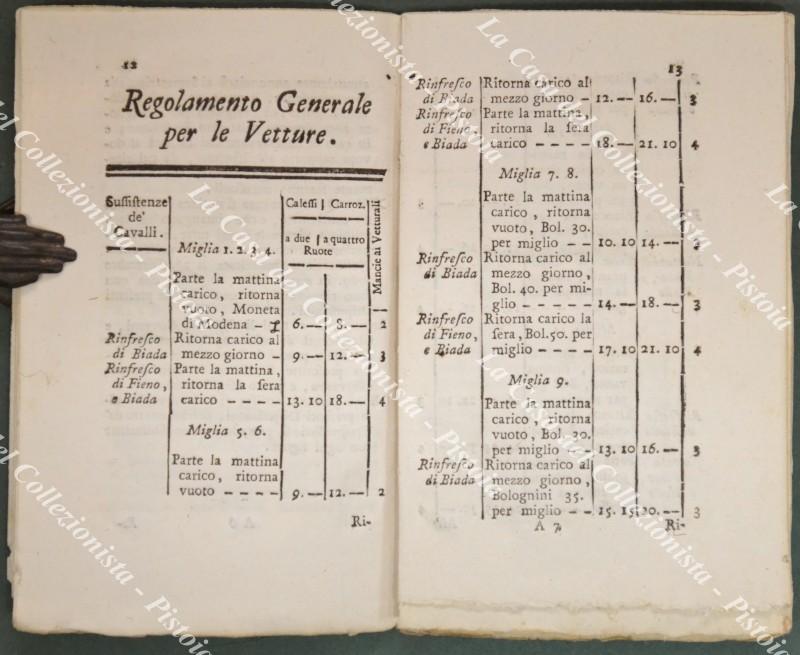 12
Regolamento Generale
per le Vetture.
Sussistenze
de'
Cavalli.
Miglia 1. 2. 3. 4.
Calessi | Carroz.
a due | a quattro
Ruote
Mancie ai Vetturali
Parte la mattina
carico, ritorna
vuoto, Moneta
di Modena - L 6. — 8. — 2
Rinfresco Ritorna carico al
di Biada mezzo giorno - 9. — 12. — 3
Rinfresco Parte la mattina,
di Fieno, ritorna la sera
e Biada carico - - - - 13. 10 18. — 4
Miglia 5. 6.
Parte la mattina
carico, ritorna
vuoto - - - - 9. — 12. — 2
Ri-
13
Rinfresco Ritorna carico al
di Biada mezzo giorno - 12. — 16. — 3
Rinfresco Parte la mattina,
di Fieno, ritorna la sera
e Biada carico - - - - 18. — 21. 10 4
Miglia 7. 8.
Parte la mattina
carico, ritorna
vuoto, Bol. 30.
per miglio - - 10. 10 14. — 2
Rinfresco Ritorna carico al
di Biada mezzo giorno,
Bol. 40. per mi-
glio - - - - 14. — 18. — 3
Rinfresco Ritorna carico la
di Fieno, sera, Bol. 50. per
e Biada miglio - - - - 17. 10 21. 10 4
Miglia 9.
Parte la mattina
carico, ritorna
vuoto, Bol. 30.
per miglio - - 13. 10 16. — 3
Rinfresco Ritorna carico al
di Biada mezzo giorno,
Bolognini 35.
per miglio - - 15. 15 20. — 3
A 7 Ri-
La Casa del Collezionista - Pistoia